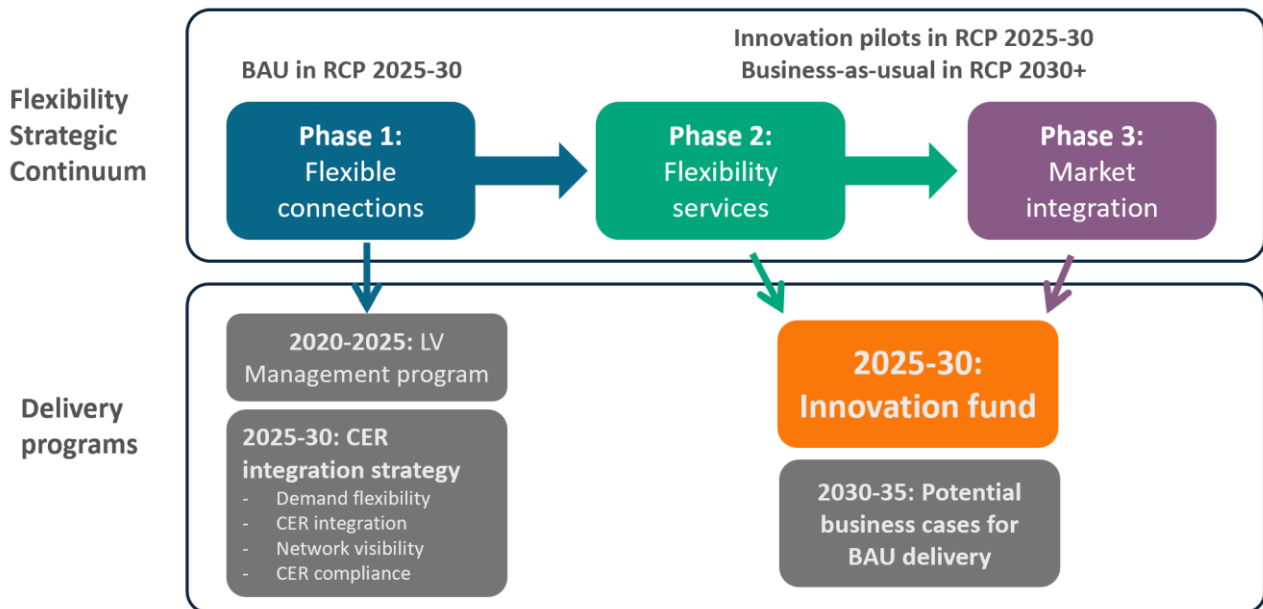 Flexibility
Strategic
Continuum
BAU in RCP 2025-30
Innovation pilots in RCP 2025-30
Business-as-usual in RCP 2030+
Phase 1:
Flexible
connections
Phase 2:
Flexibility
services
Phase 3:
Market
integration
Delivery
programs
2020-2025: LV
Management program
2025-30: CER
integration strategy
- Demand flexibility
- CER integration
- Network visibility
- CER compliance
2025-30:
Innovation fund
2030-35: Potential
business cases for
BAU delivery